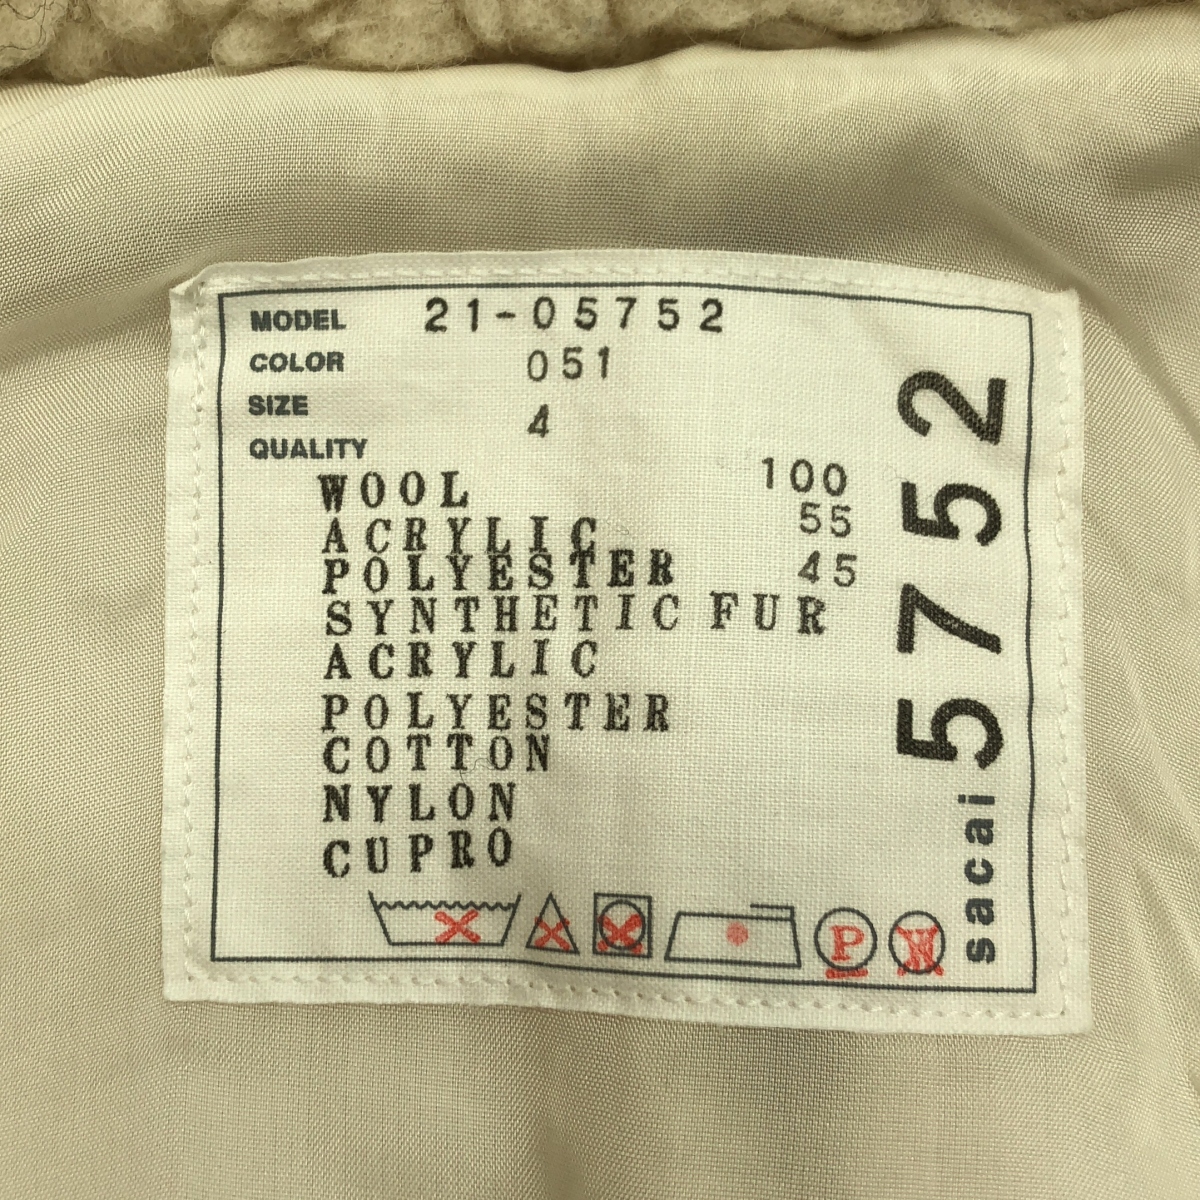 MODEL 21-05752
COLOR 051
SIZE 4
QUALITY
WOOL 100
ACRYLIC 55
POLYESTER 45
SYNTHETIC FUR
ACRYLIC
POLYESTER
COTTON
NYLON
CUPRO
P W
sacai 5752